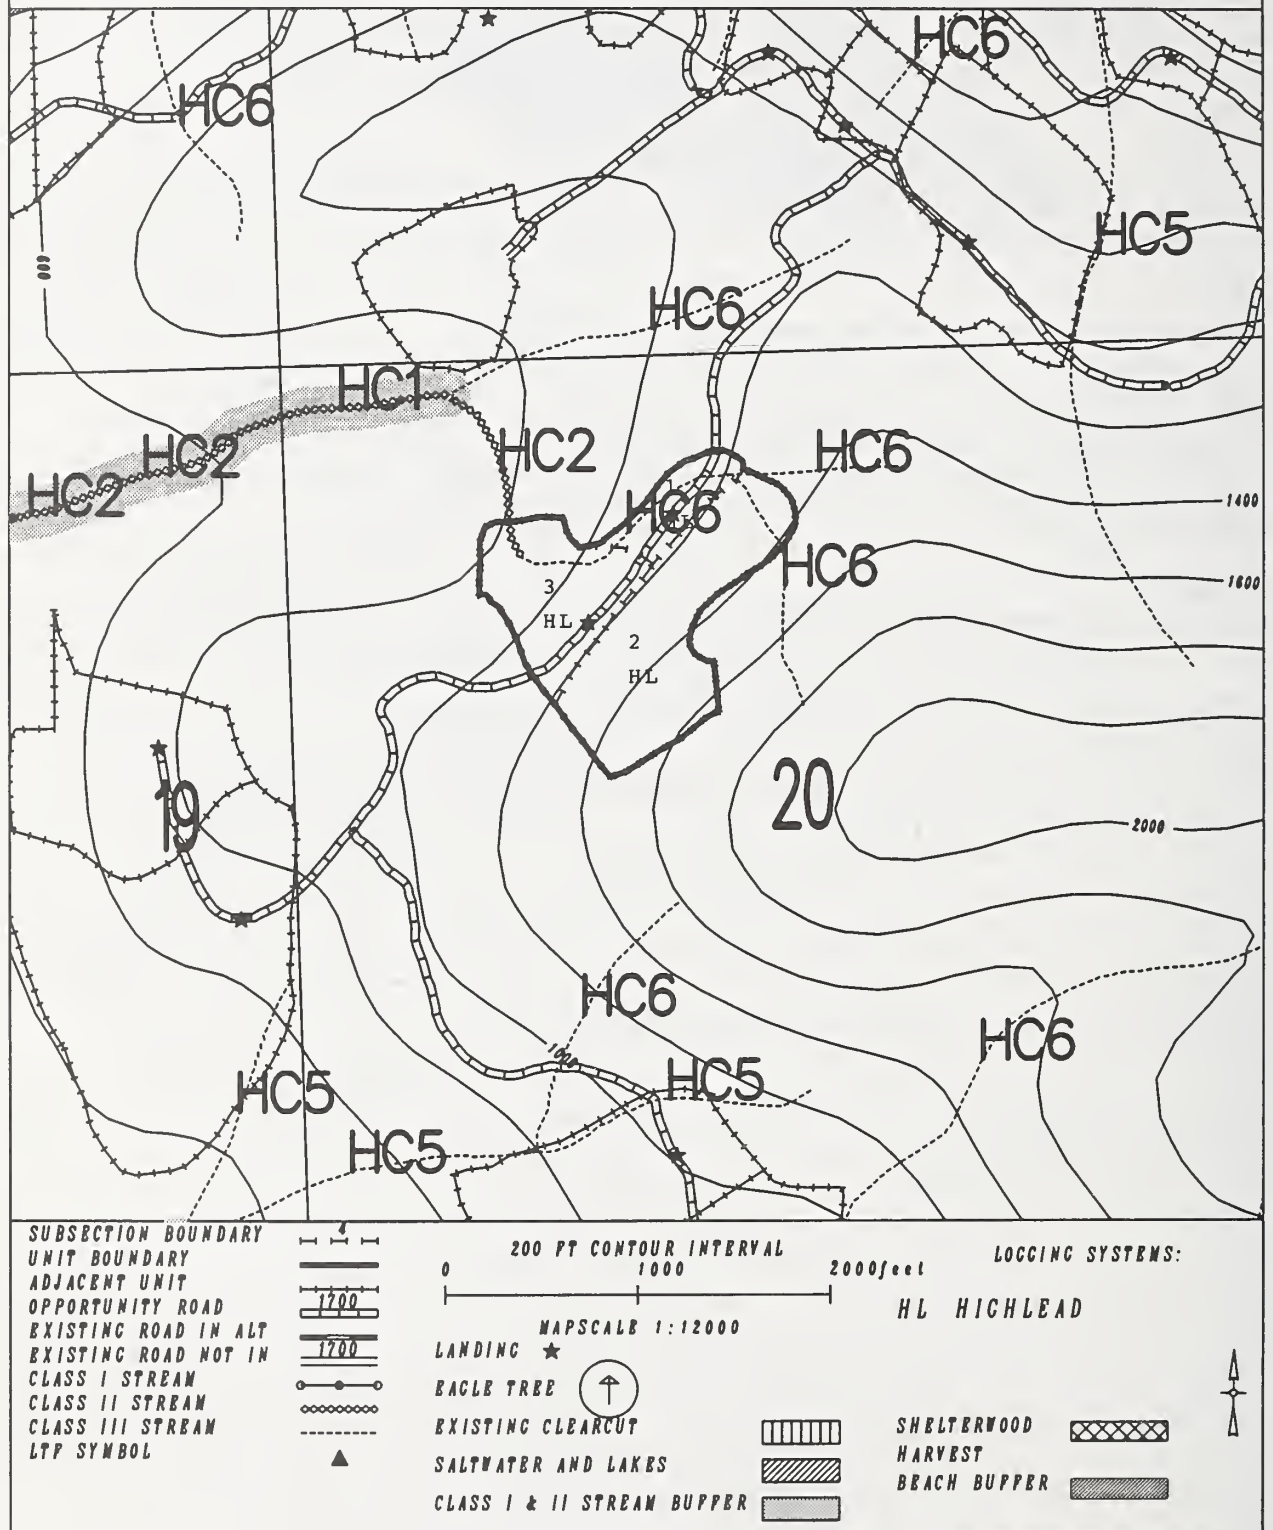 HC6
HC6
HC5
600
HC6
HC1
HC2
HC2
HC2
HC6
1400
HC6
HC6
1600
3
HL
2
HL
19
20
2000
HC6
HC6
HC5
HC5
HC5
SUBSECTION BOUNDARY 4
UNIT BOUNDARY
ADJACENT UNIT
OPPORTUNITY ROAD 1700
EXISTING ROAD IN ALT
EXISTING ROAD NOT IN 1700
CLASS I STREAM
CLASS II STREAM
CLASS III STREAM
LTF SYMBOL
200 FT CONTOUR INTERVAL
0 1000 2000feet
MAPSCALE 1:12000
LANDING
EAGLE TREE
EXISTING CLEARCUT
SALTWATER AND LAKES
CLASS I & II STREAM BUFFER
LOGGING SYSTEMS:
HL HIGHLEAD
SHELTERWOOD
HARVEST
BEACH BUFFER